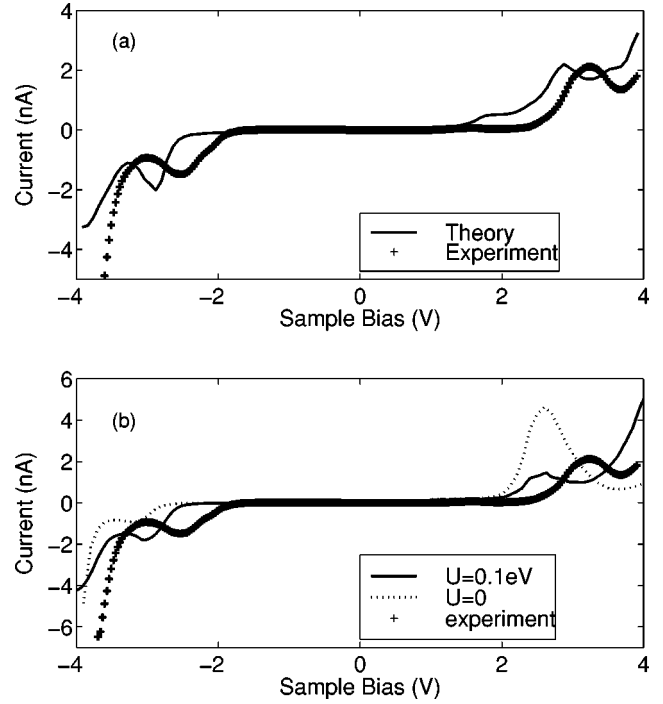 (a)
Current (nA)
4
2
0
−2
−4
−4
−2
0
2
4
Sample Bias (V)
Theory
Experiment
(b)
Current (nA)
6
4
2
0
−2
−4
−6
−4
−2
0
2
4
Sample Bias (V)
U=0.1eV
U=0
experiment